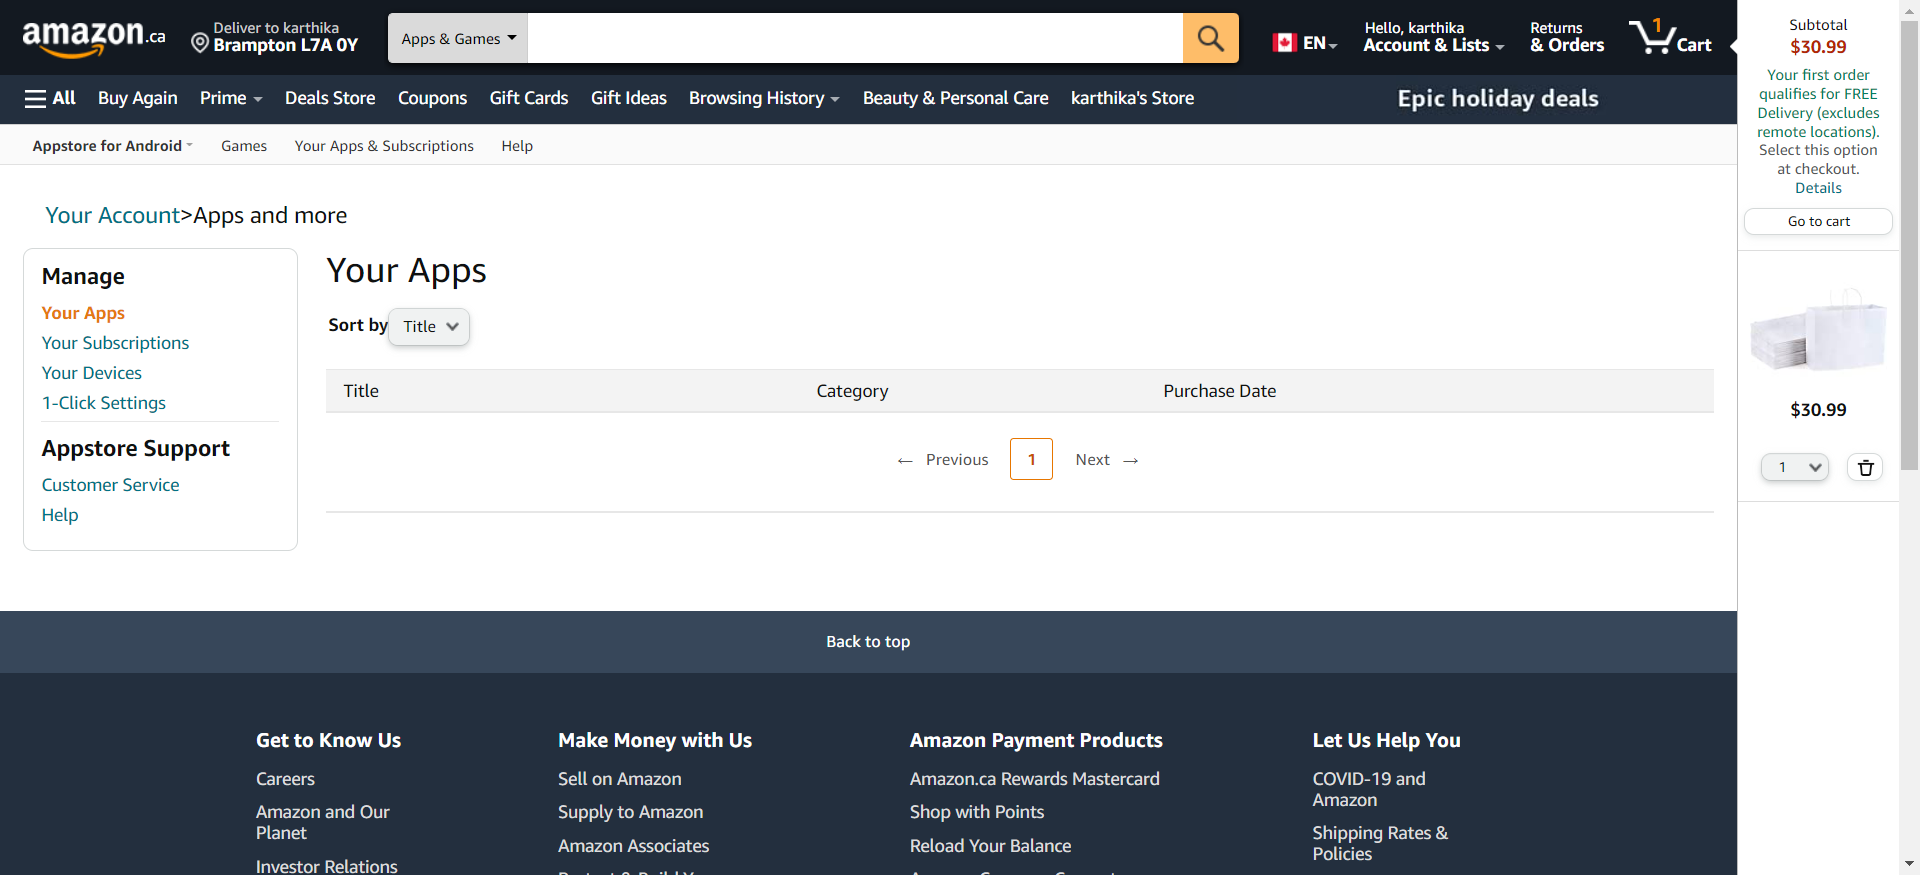 amazon.ca
Deliver to karthika
Brampton L7A 0Y
Apps & Games
EN
Hello, karthika
Account & Lists
Returns
& Orders
1
Cart
All
Buy Again
Prime
Deals Store
Coupons
Gift Cards
Gift Ideas
Browsing History
Beauty & Personal Care
karthika's Store
Epic holiday deals
Appstore for Android
Games
Your Apps & Subscriptions
Help
Your Account>Apps and more
Manage
Your Apps
Your Subscriptions
Your Devices
1-Click Settings
Appstore Support
Customer Service
Help
Your Apps
Sort by
Title
Title
Category
Purchase Date
← Previous
1
Next →
Subtotal
$30.99
Your first order
qualifies for FREE
Delivery (excludes
remote locations).
Select this option
at checkout.
Details
Go to cart
$30.99
1
Back to top
Get to Know Us
Careers
Amazon and Our
Planet
Investor Relations
Make Money with Us
Sell on Amazon
Supply to Amazon
Amazon Associates
Amazon Payment Products
Amazon.ca Rewards Mastercard
Shop with Points
Reload Your Balance
Let Us Help You
COVID-19 and
Amazon
Shipping Rates &
Policies